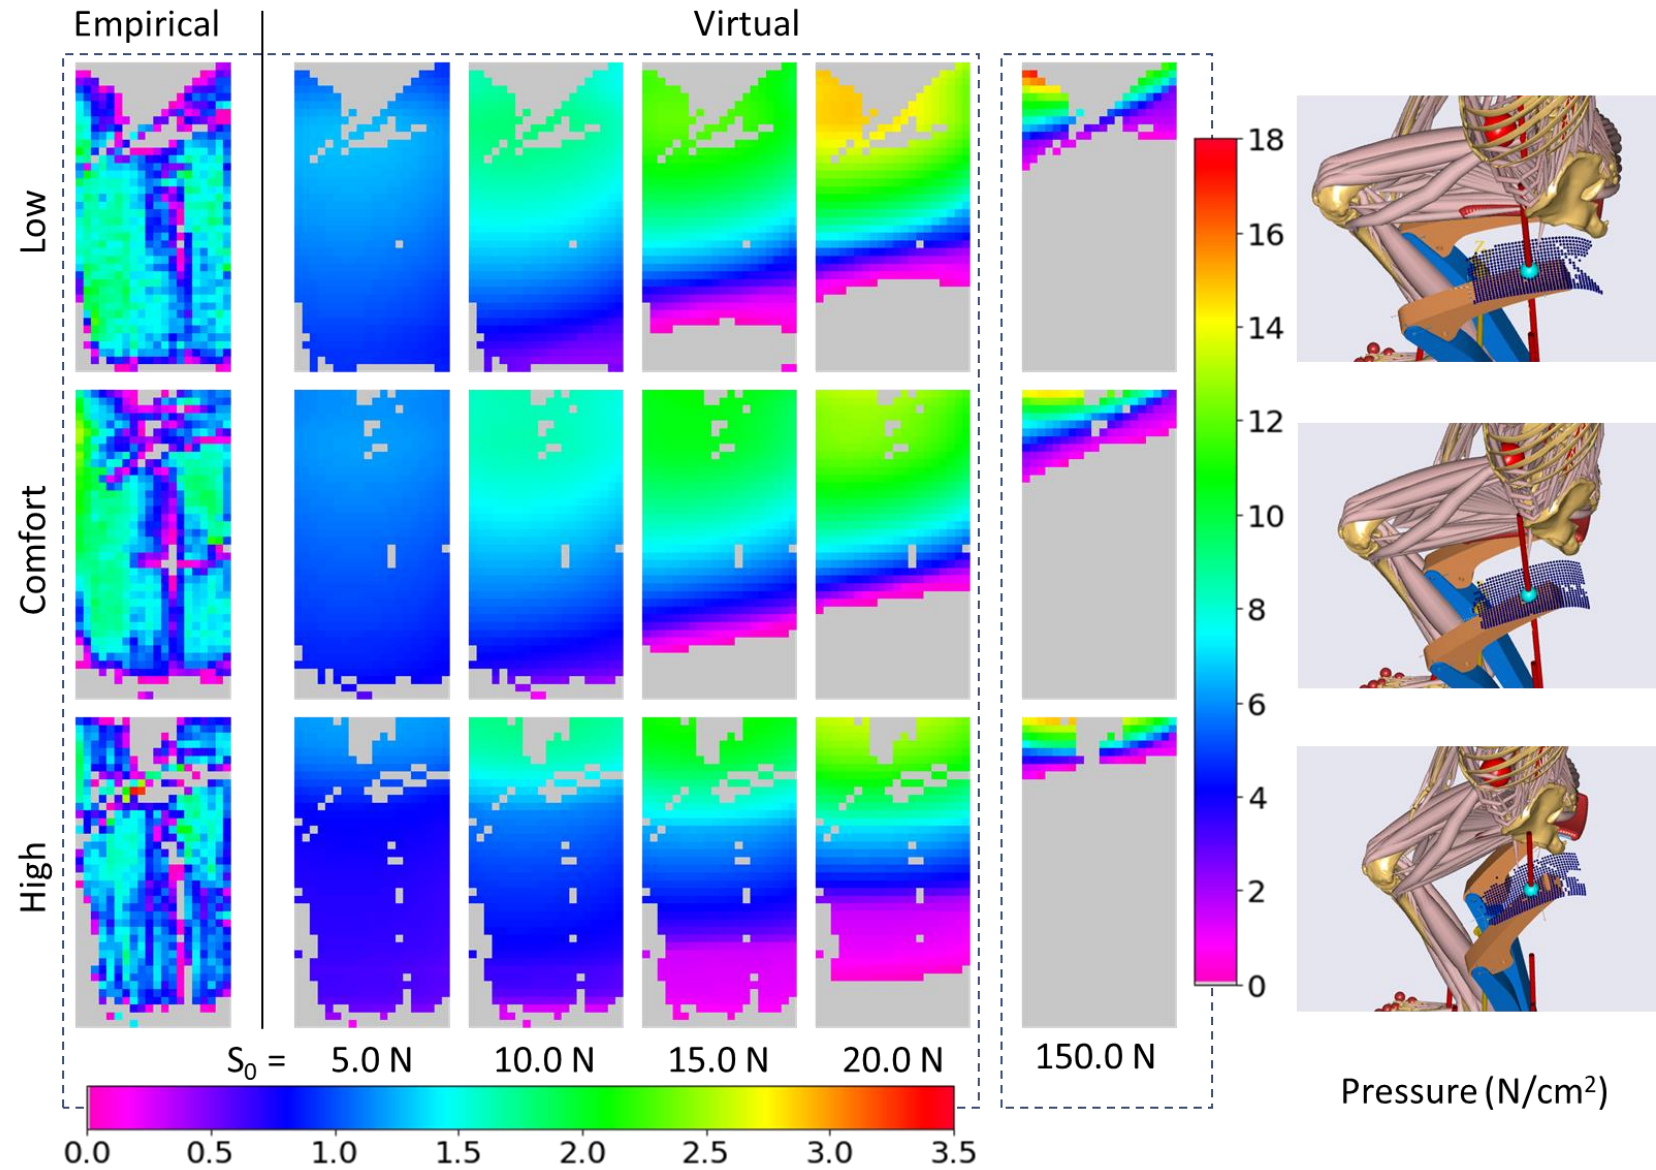 Empirical
Virtual
Low
Comfort
High
18
16
14
12
10
8
6
4
2
0
S0 = 5.0 N 10.0 N 15.0 N 20.0 N 150.0 N
0.0 0.5 1.0 1.5 2.0 2.5 3.0 3.5
Pressure (N/cm²)
Z